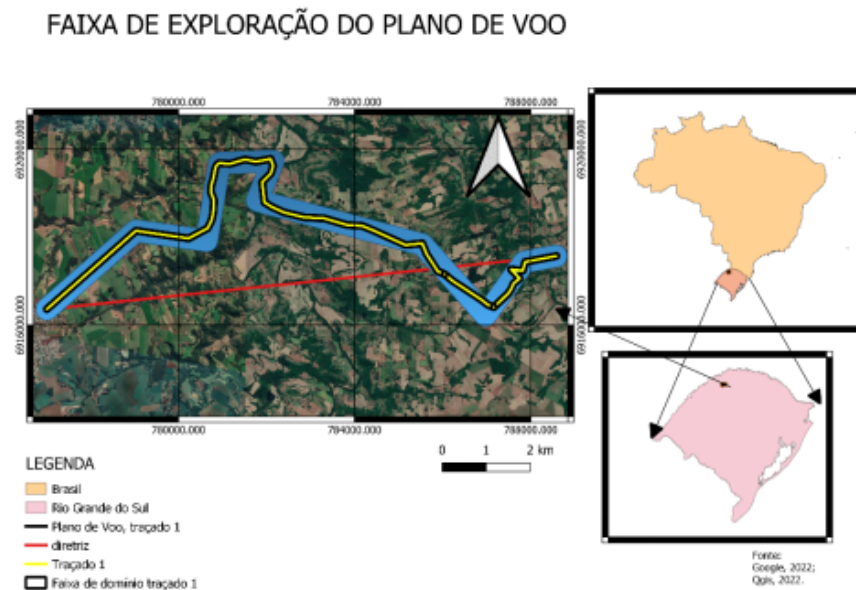 FAIXA DE EXPLORAÇÃO DO PLANO DE VOO
780000.000 784000.000 788000.000
6920000.000 6920000.000
6916000.000 6916000.000
780000.000 784000.000 788000.000
0 1 2 km
LEGENDA
Brasil
Rio Grande do Sul
Plano de Voo, traçado 1
diretriz
Traçado 1
Faixa de domínio traçado 1
Fonte:
Google, 2022;
Qgis, 2022.